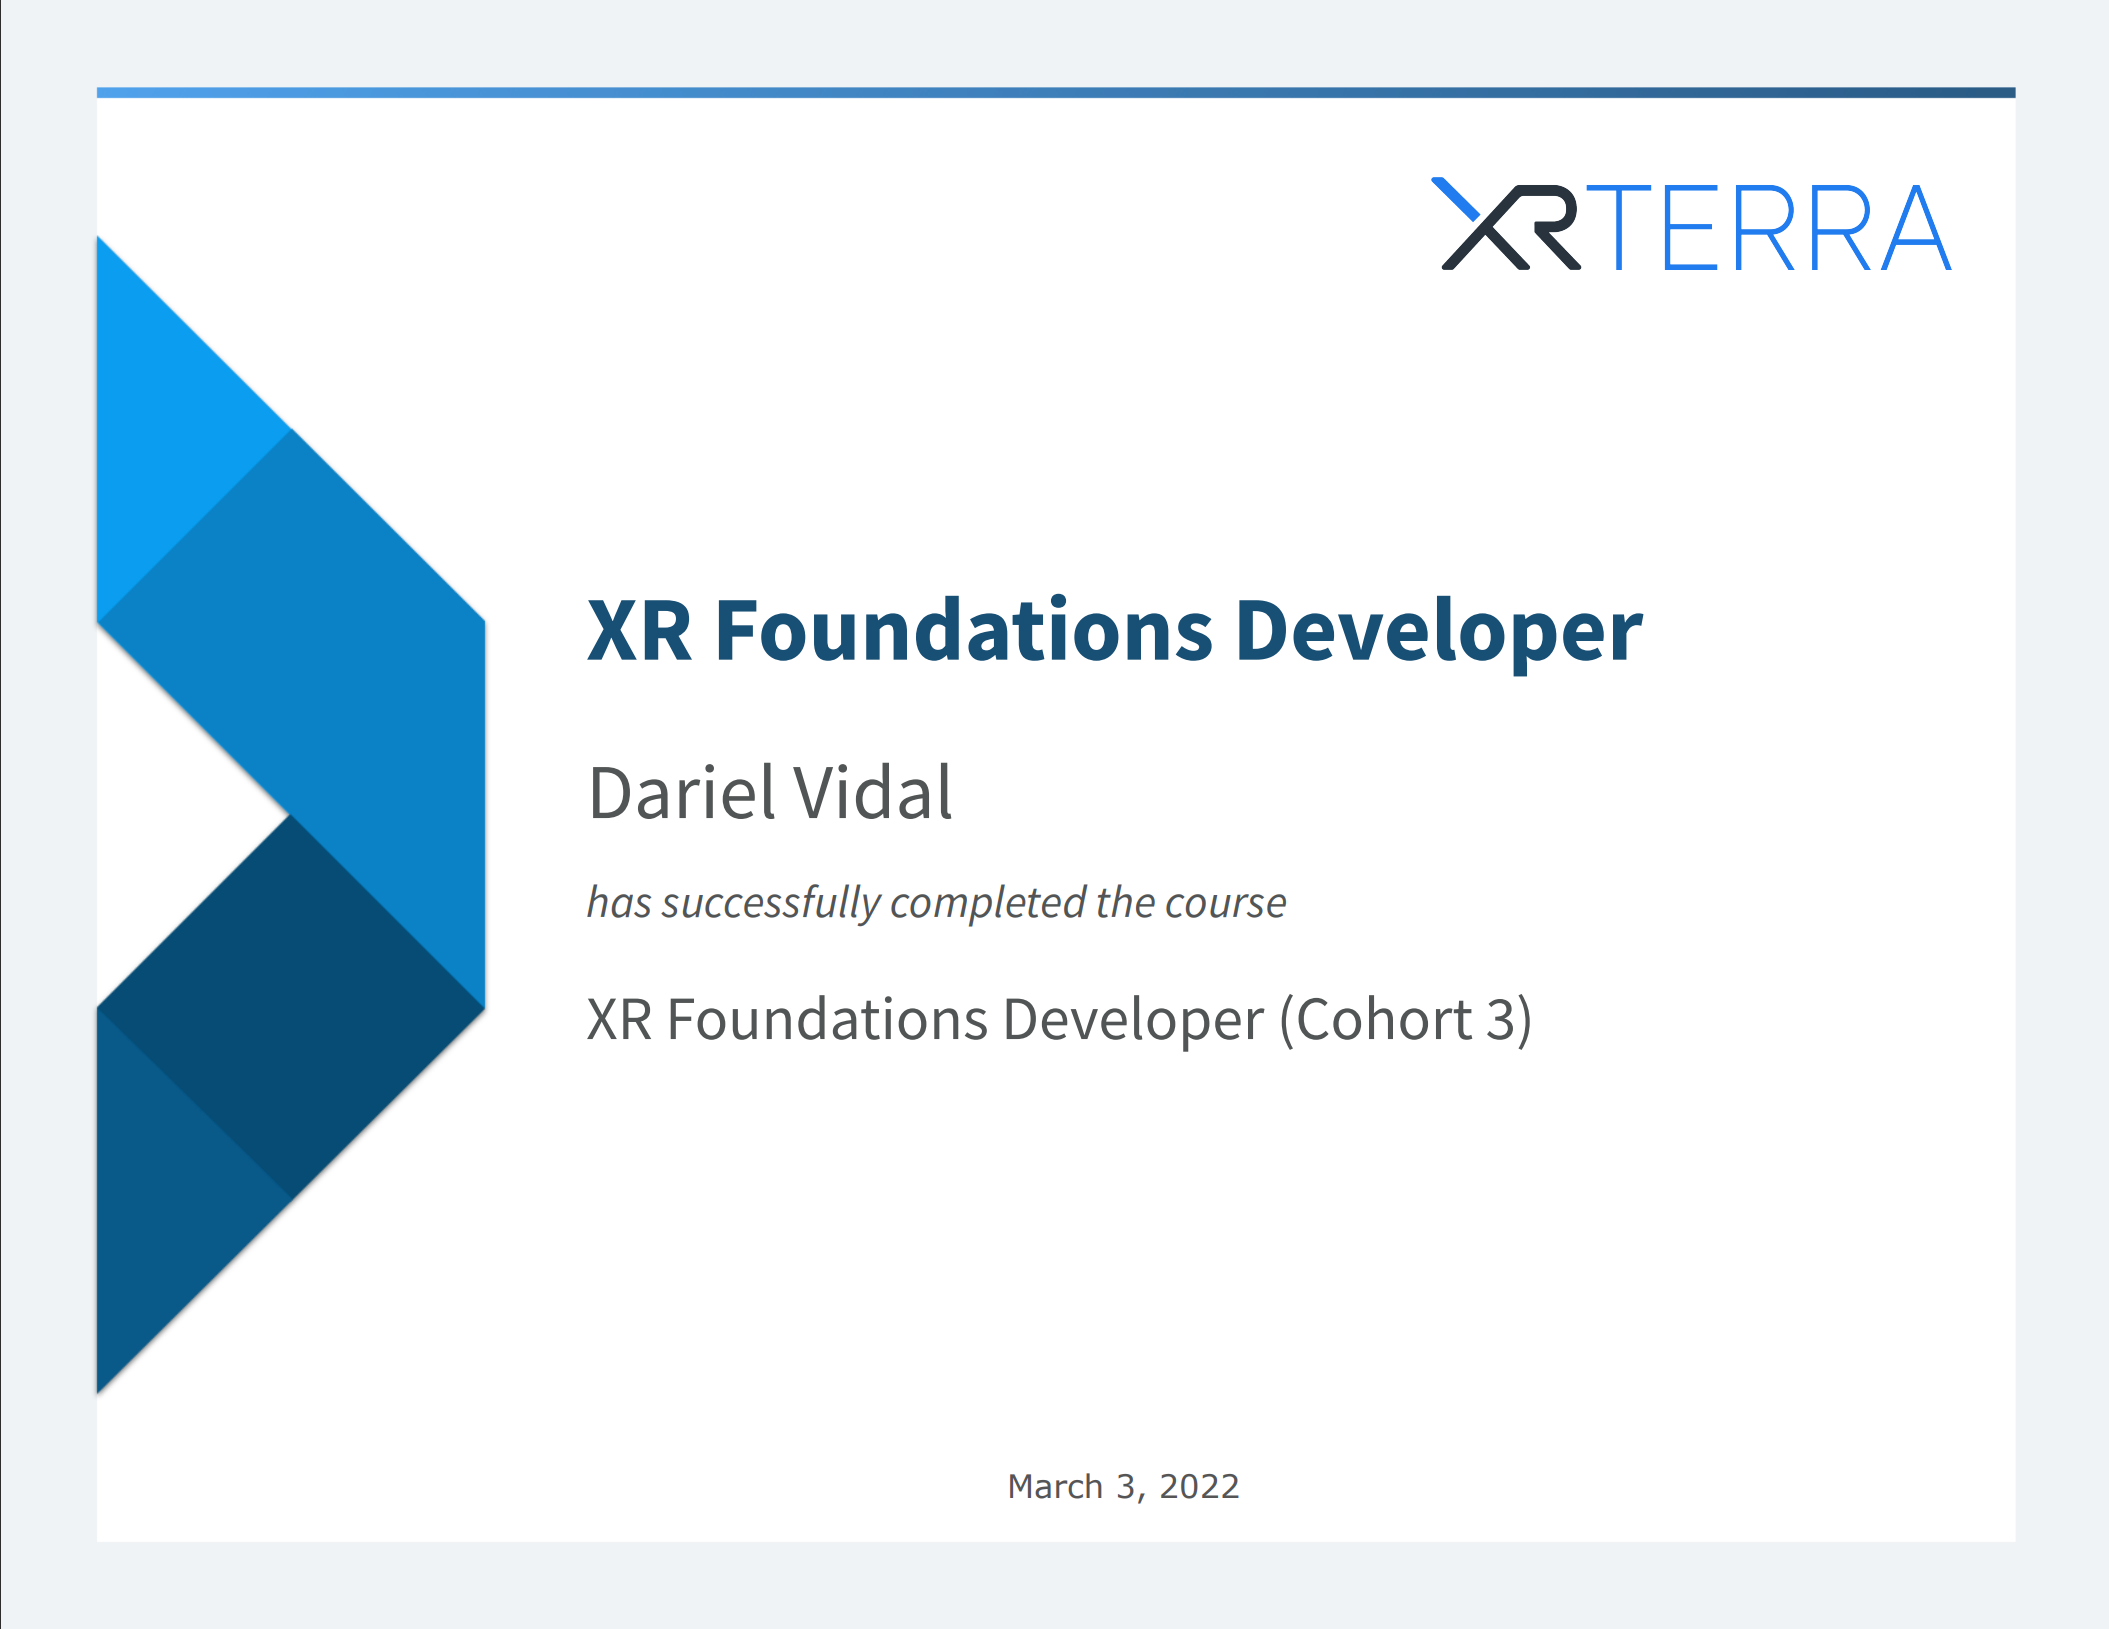 XRTERRA
XR Foundations Developer
Dariel Vidal
has successfully completed the course
XR Foundations Developer (Cohort 3)
March 3, 2022